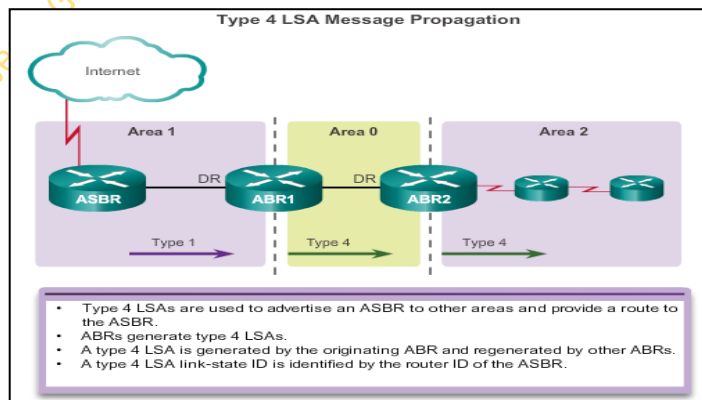 Type 4 LSA Message Propagation
Internet
Area 1
Area 0
Area 2
DR
DR
ASBR
ABR1
ABR2
Type 1
Type 4
Type 4
• Type 4 LSAs are used to advertise an ASBR to other areas and provide a route to
the ASBR.
• ABRs generate type 4 LSAs.
• A type 4 LSA is generated by the originating ABR and regenerated by other ABRs.
• A type 4 LSA link-state ID is identified by the router ID of the ASBR.